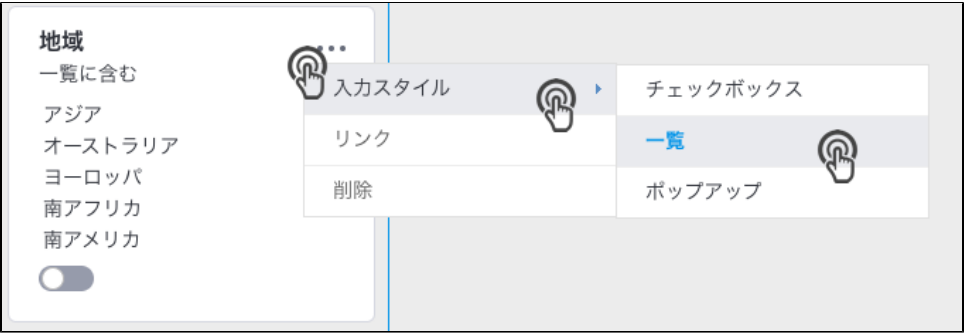 地域
一覧に含む
アジア
オーストラリア
ヨーロッパ
南アフリカ
南アメリカ
入力スタイル
リンク
削除
チェックボックス
一覧
ポップアップ